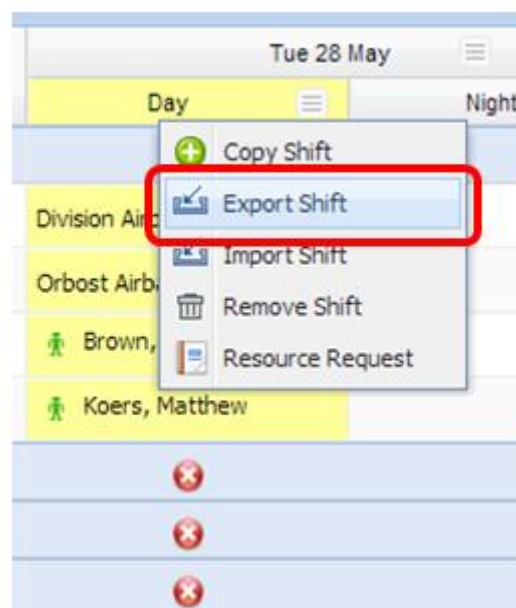 Tue 28 May
Day
Night
Copy Shift
Export Shift
Division
Import Shift
Orbost Airb
Remove Shift
Brown,
Resource Request
Koers, Matthew